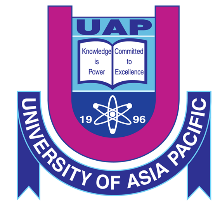 UAP
Knowledge
is
Power
Committed
to
Excellence
19 96
UNIVERSITY OF ASIA PACIFIC